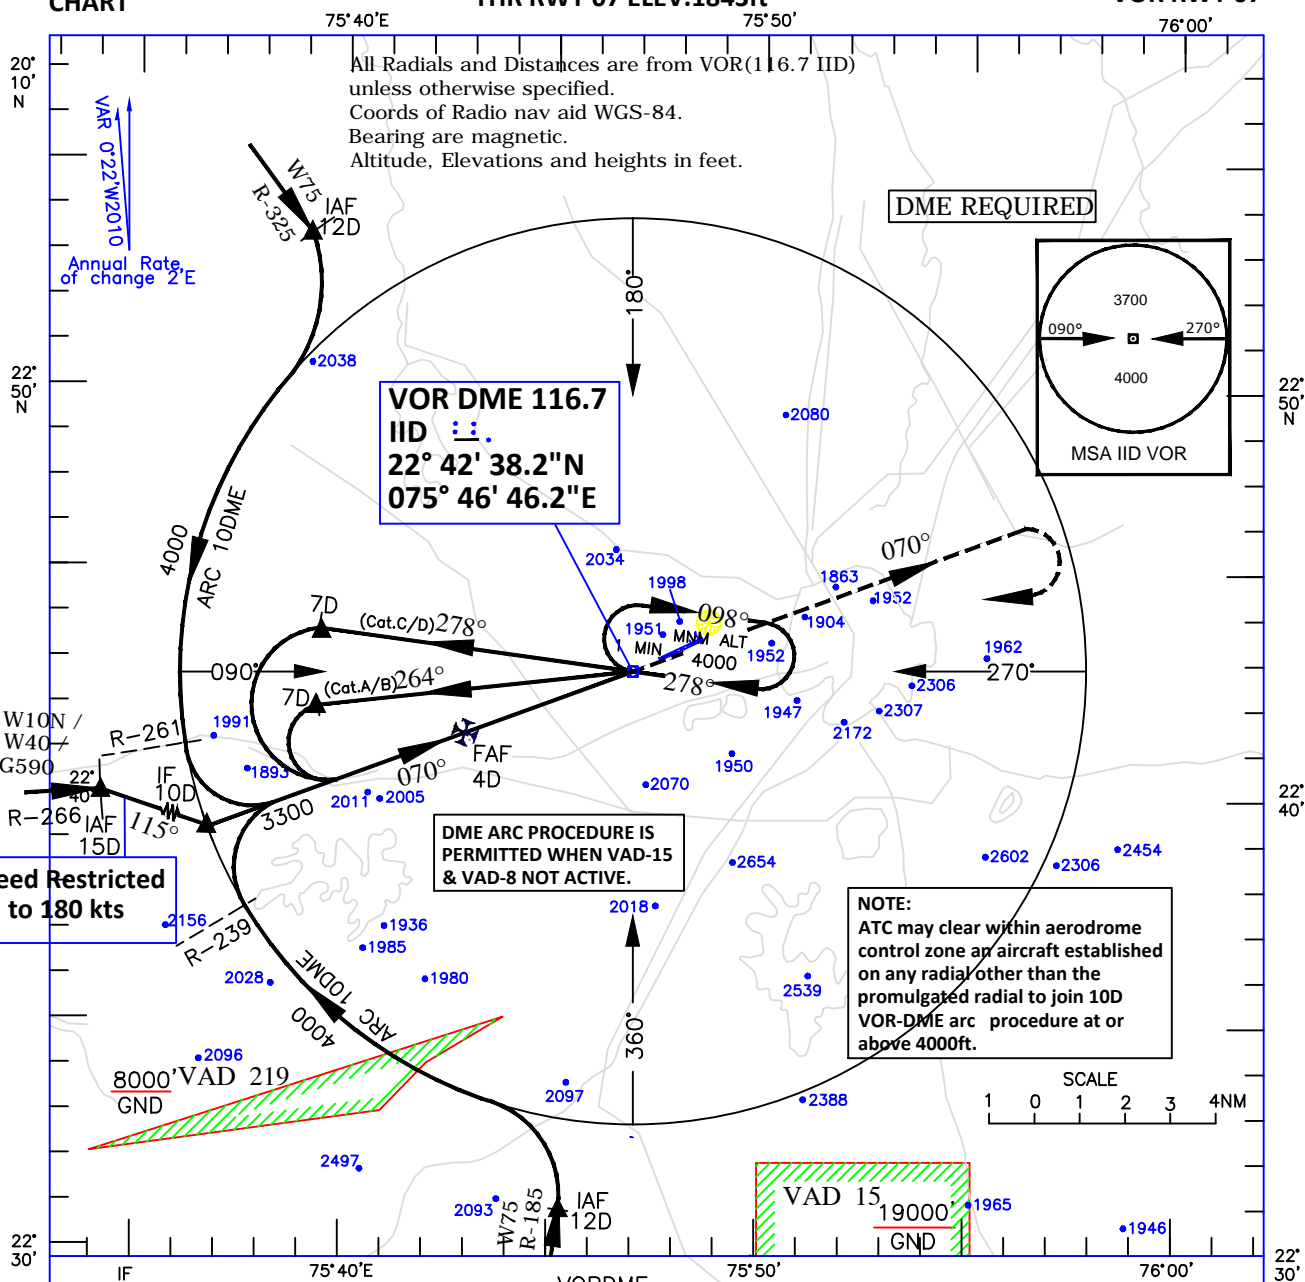 CHART
THR RWY 07 ELEV:1843ft
VOR RWY 07
75°40'E
75°50'
76°00'
20°
10'
N
All Radials and Distances are from VOR(116.7 IID)
unless otherwise specified.
Coords of Radio nav aid WGS-84.
Bearing are magnetic.
Altitude, Elevations and heights in feet.
VAR 0°22'W2010
Annual Rate
of change 2'E
W75
R-325
IAF
12D
DME REQUIRED
180°
3700
090°
270°
4000
MSA IID VOR
2038
22°
50'
N
22°
50'
N
VOR DME 116.7
IID
22° 42' 38.2"N
075° 46' 46.2"E
2080
4000
ARC 10DME
2034
1998
070°
1863
1952
1904
7D
(Cat.C/D)
278°
098°
1951
1 MIN
MNM ALT
4000
1952
1962
090°
278°
270°
7D
(Cat.A/B)
264°
2306
2307
1947
2172
W10N /
W40 /
G590
R-261
1991
1893
FAF
4D
070°
1950
2070
22°
40'
IF
10D
2011
2005
3300
22°
40'
R-266
IAF
15D
115°
DME ARC PROCEDURE IS
PERMITTED WHEN VAD-15
& VAD-8 NOT ACTIVE.
2654
2602
2306
2454
eed Restricted
to 180 kts
2156
R-239
1936
1985
1980
2018
2028
NOTE:
ATC may clear within aerodrome
control zone an aircraft established
on any radial other than the
promulgated radial to join 10D
VOR-DME arc procedure at or
above 4000ft.
2539
ARC 10DME
4000
360°
2096
8000'
GND
VAD 219
2097
2388
SCALE
1 0 1 2 3 4NM
2497
2093
W75
R-185
IAF
12D
VAD 15
19000'
GND
1965
1946
22°
30'
22°
30'
75°40'E
75°50'
76°00'
IF
VORDME